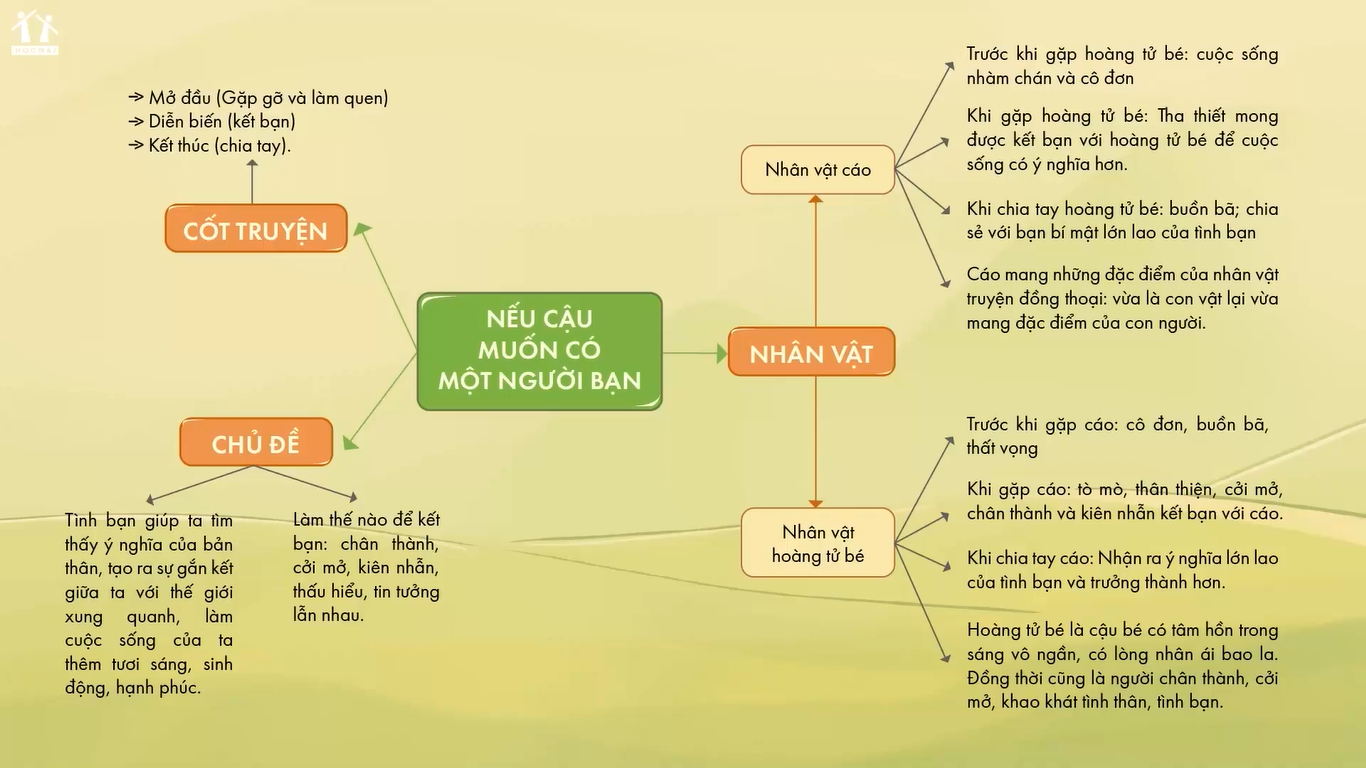 HOCMAI
→ Mở đầu (Gặp gỡ và làm quen)
→ Diễn biến (kết bạn)
→ Kết thúc (chia tay).
CỐT TRUYỆN
NẾU CẬU
MUỐN CÓ
MỘT NGƯỜI BẠN
CHỦ ĐỀ
Tình bạn giúp ta tìm
thấy ý nghĩa của bản
thân, tạo ra sự gắn kết
giữa ta với thế giới
xung quanh, làm
cuộc sống của ta
thêm tươi sáng, sinh
động, hạnh phúc.
Làm thế nào để kết
bạn: chân thành,
cởi mở, kiên nhẫn,
thấu hiểu, tin tưởng
lẫn nhau.
NHÂN VẬT
Nhân vật cáo
Trước khi gặp hoàng tử bé: cuộc sống
nhàm chán và cô đơn
Khi gặp hoàng tử bé: Tha thiết mong
được kết bạn với hoàng tử bé để cuộc
sống có ý nghĩa hơn.
Khi chia tay hoàng tử bé: buồn bã; chia
sẻ với bạn bí mật lớn lao của tình bạn
Cáo mang những đặc điểm của nhân vật
truyện đồng thoại: vừa là con vật lại vừa
mang đặc điểm của con người.
Nhân vật
hoàng tử bé
Trước khi gặp cáo: cô đơn, buồn bã,
thất vọng
Khi gặp cáo: tò mò, thân thiện, cởi mở,
chân thành và kiên nhẫn kết bạn với cáo.
Khi chia tay cáo: Nhận ra ý nghĩa lớn lao
của tình bạn và trưởng thành hơn.
Hoàng tử bé là cậu bé có tâm hồn trong
sáng vô ngần, có lòng nhân ái bao la.
Đồng thời cũng là người chân thành, cởi
mở, khao khát tình thân, tình bạn.